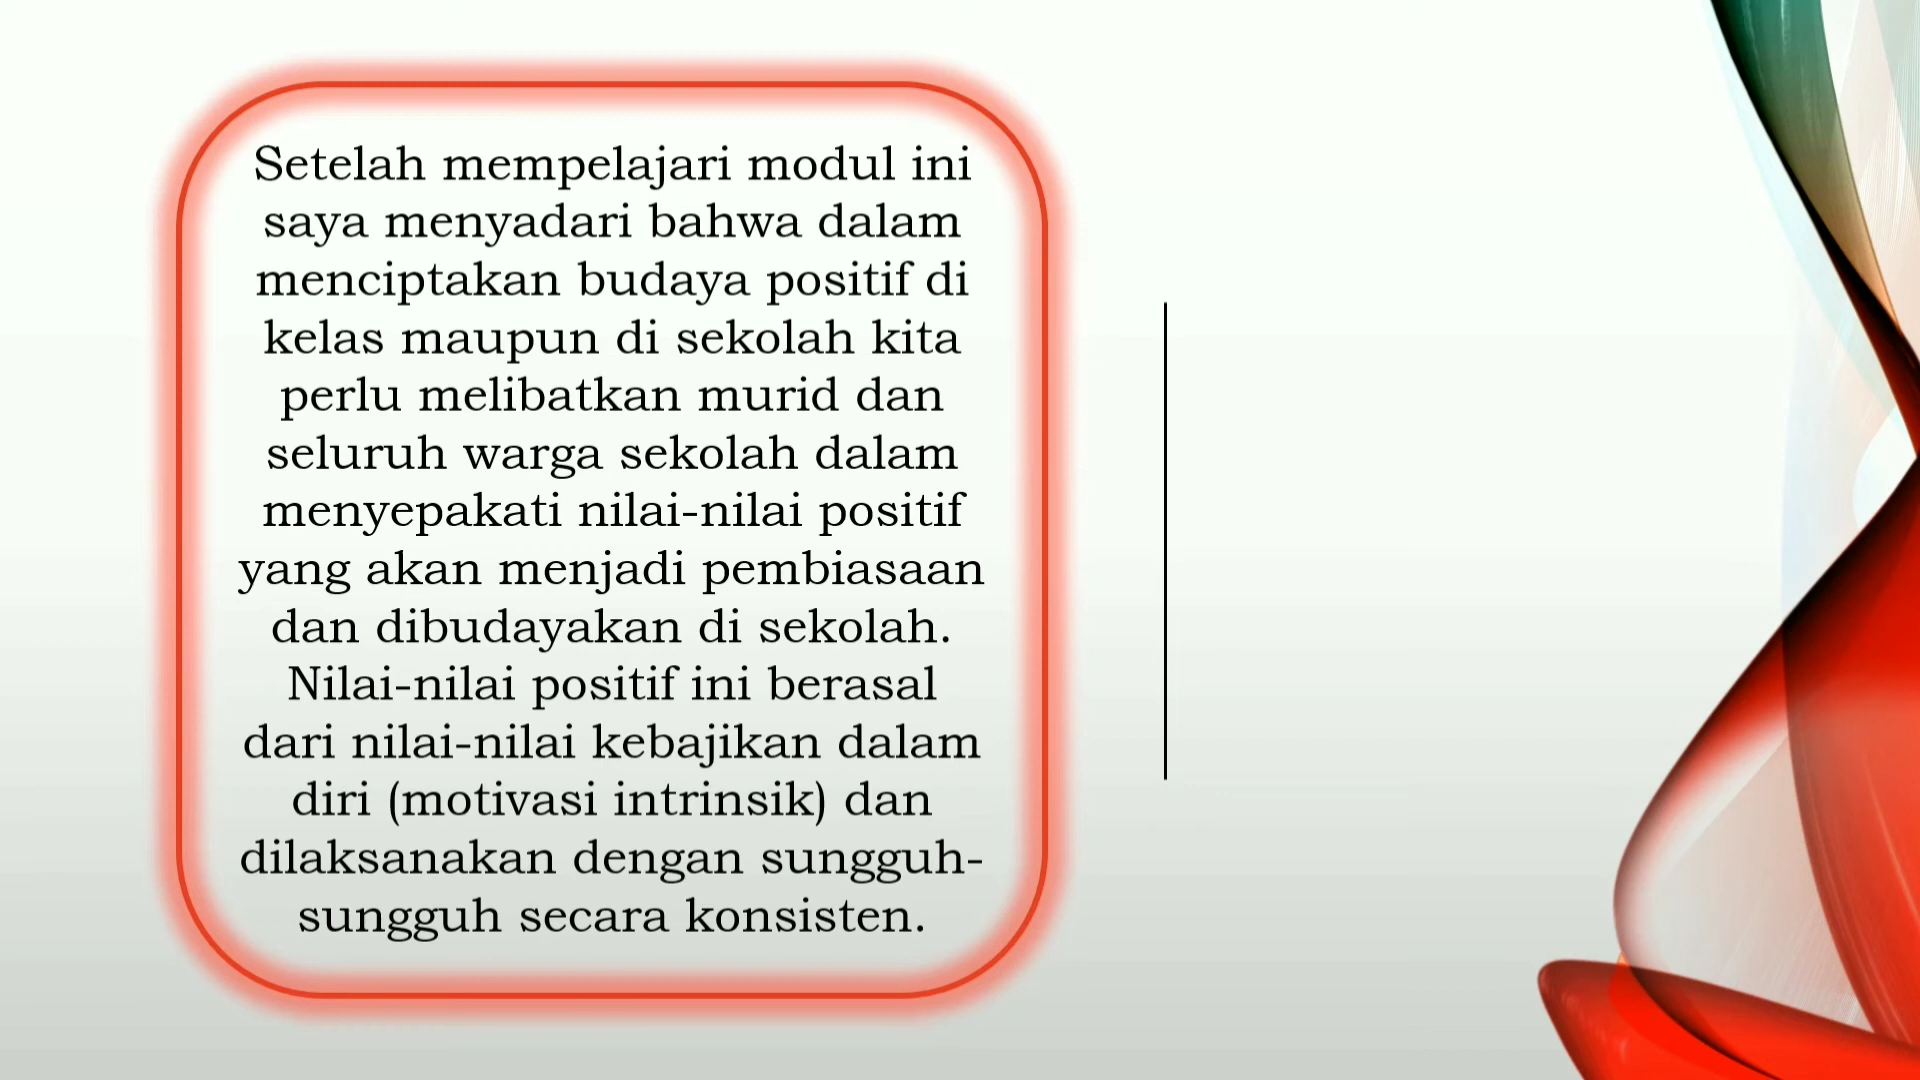 Setelah mempelajari modul ini
saya menyadari bahwa dalam
menciptakan budaya positif di
kelas maupun di sekolah kita
perlu melibatkan murid dan
seluruh warga sekolah dalam
menyepakati nilai-nilai positif
yang akan menjadi pembiasaan
dan dibudayakan di sekolah.
Nilai-nilai positif ini berasal
dari nilai-nilai kebajikan dalam
diri (motivasi intrinsik) dan
dilaksanakan dengan sungguh-
sungguh secara konsisten.